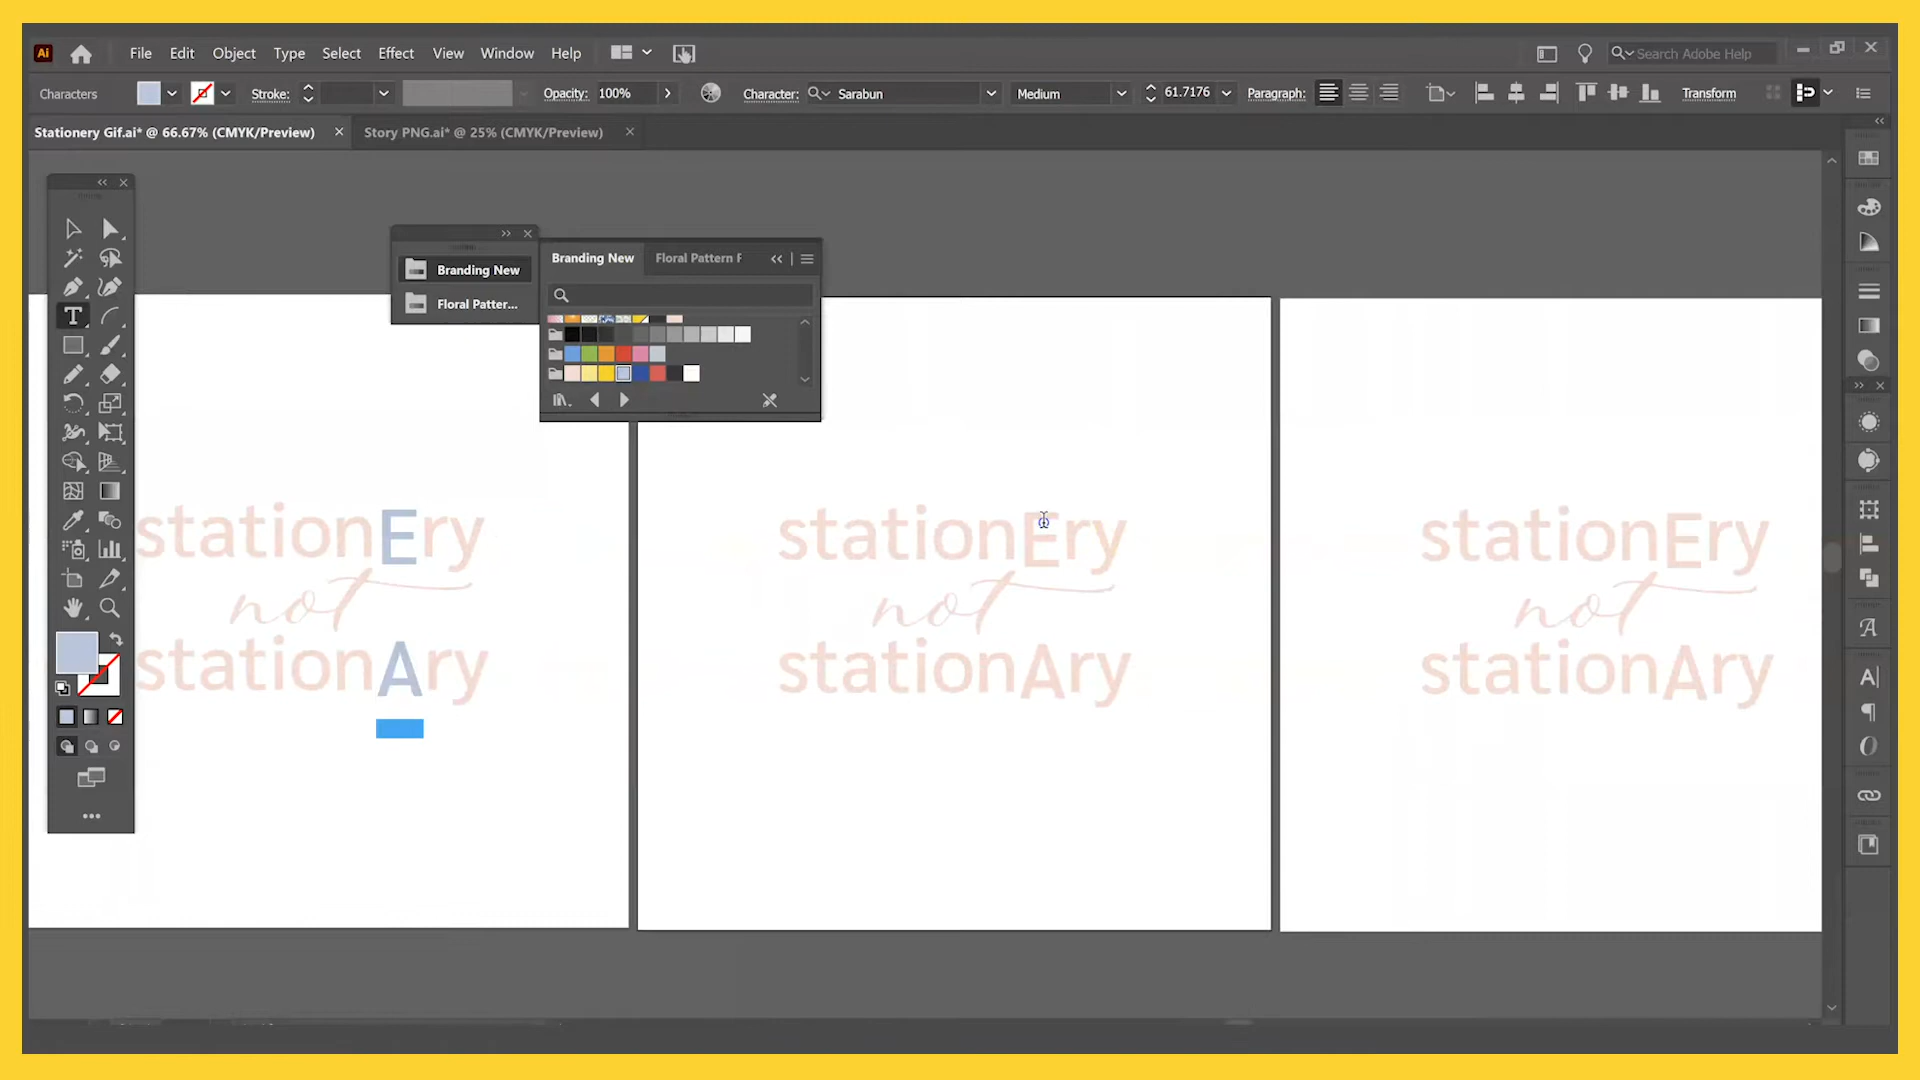 Ai File Edit Object Type Select Effect View Window Help Search Adobe Help
Characters Stroke: Opacity: 100% Character: Sarabun Medium 61.7176 Paragraph: Transform
Stationery Gif.ai* @ 66.67% (CMYK/Preview) Story PNG.ai* @ 25% (CMYK/Preview)
Branding New
Floral Patter...
Branding New Floral Pattern F
stationEry
not
stationAry
stationEry
not
stationAry
stationEry
not
stationAry